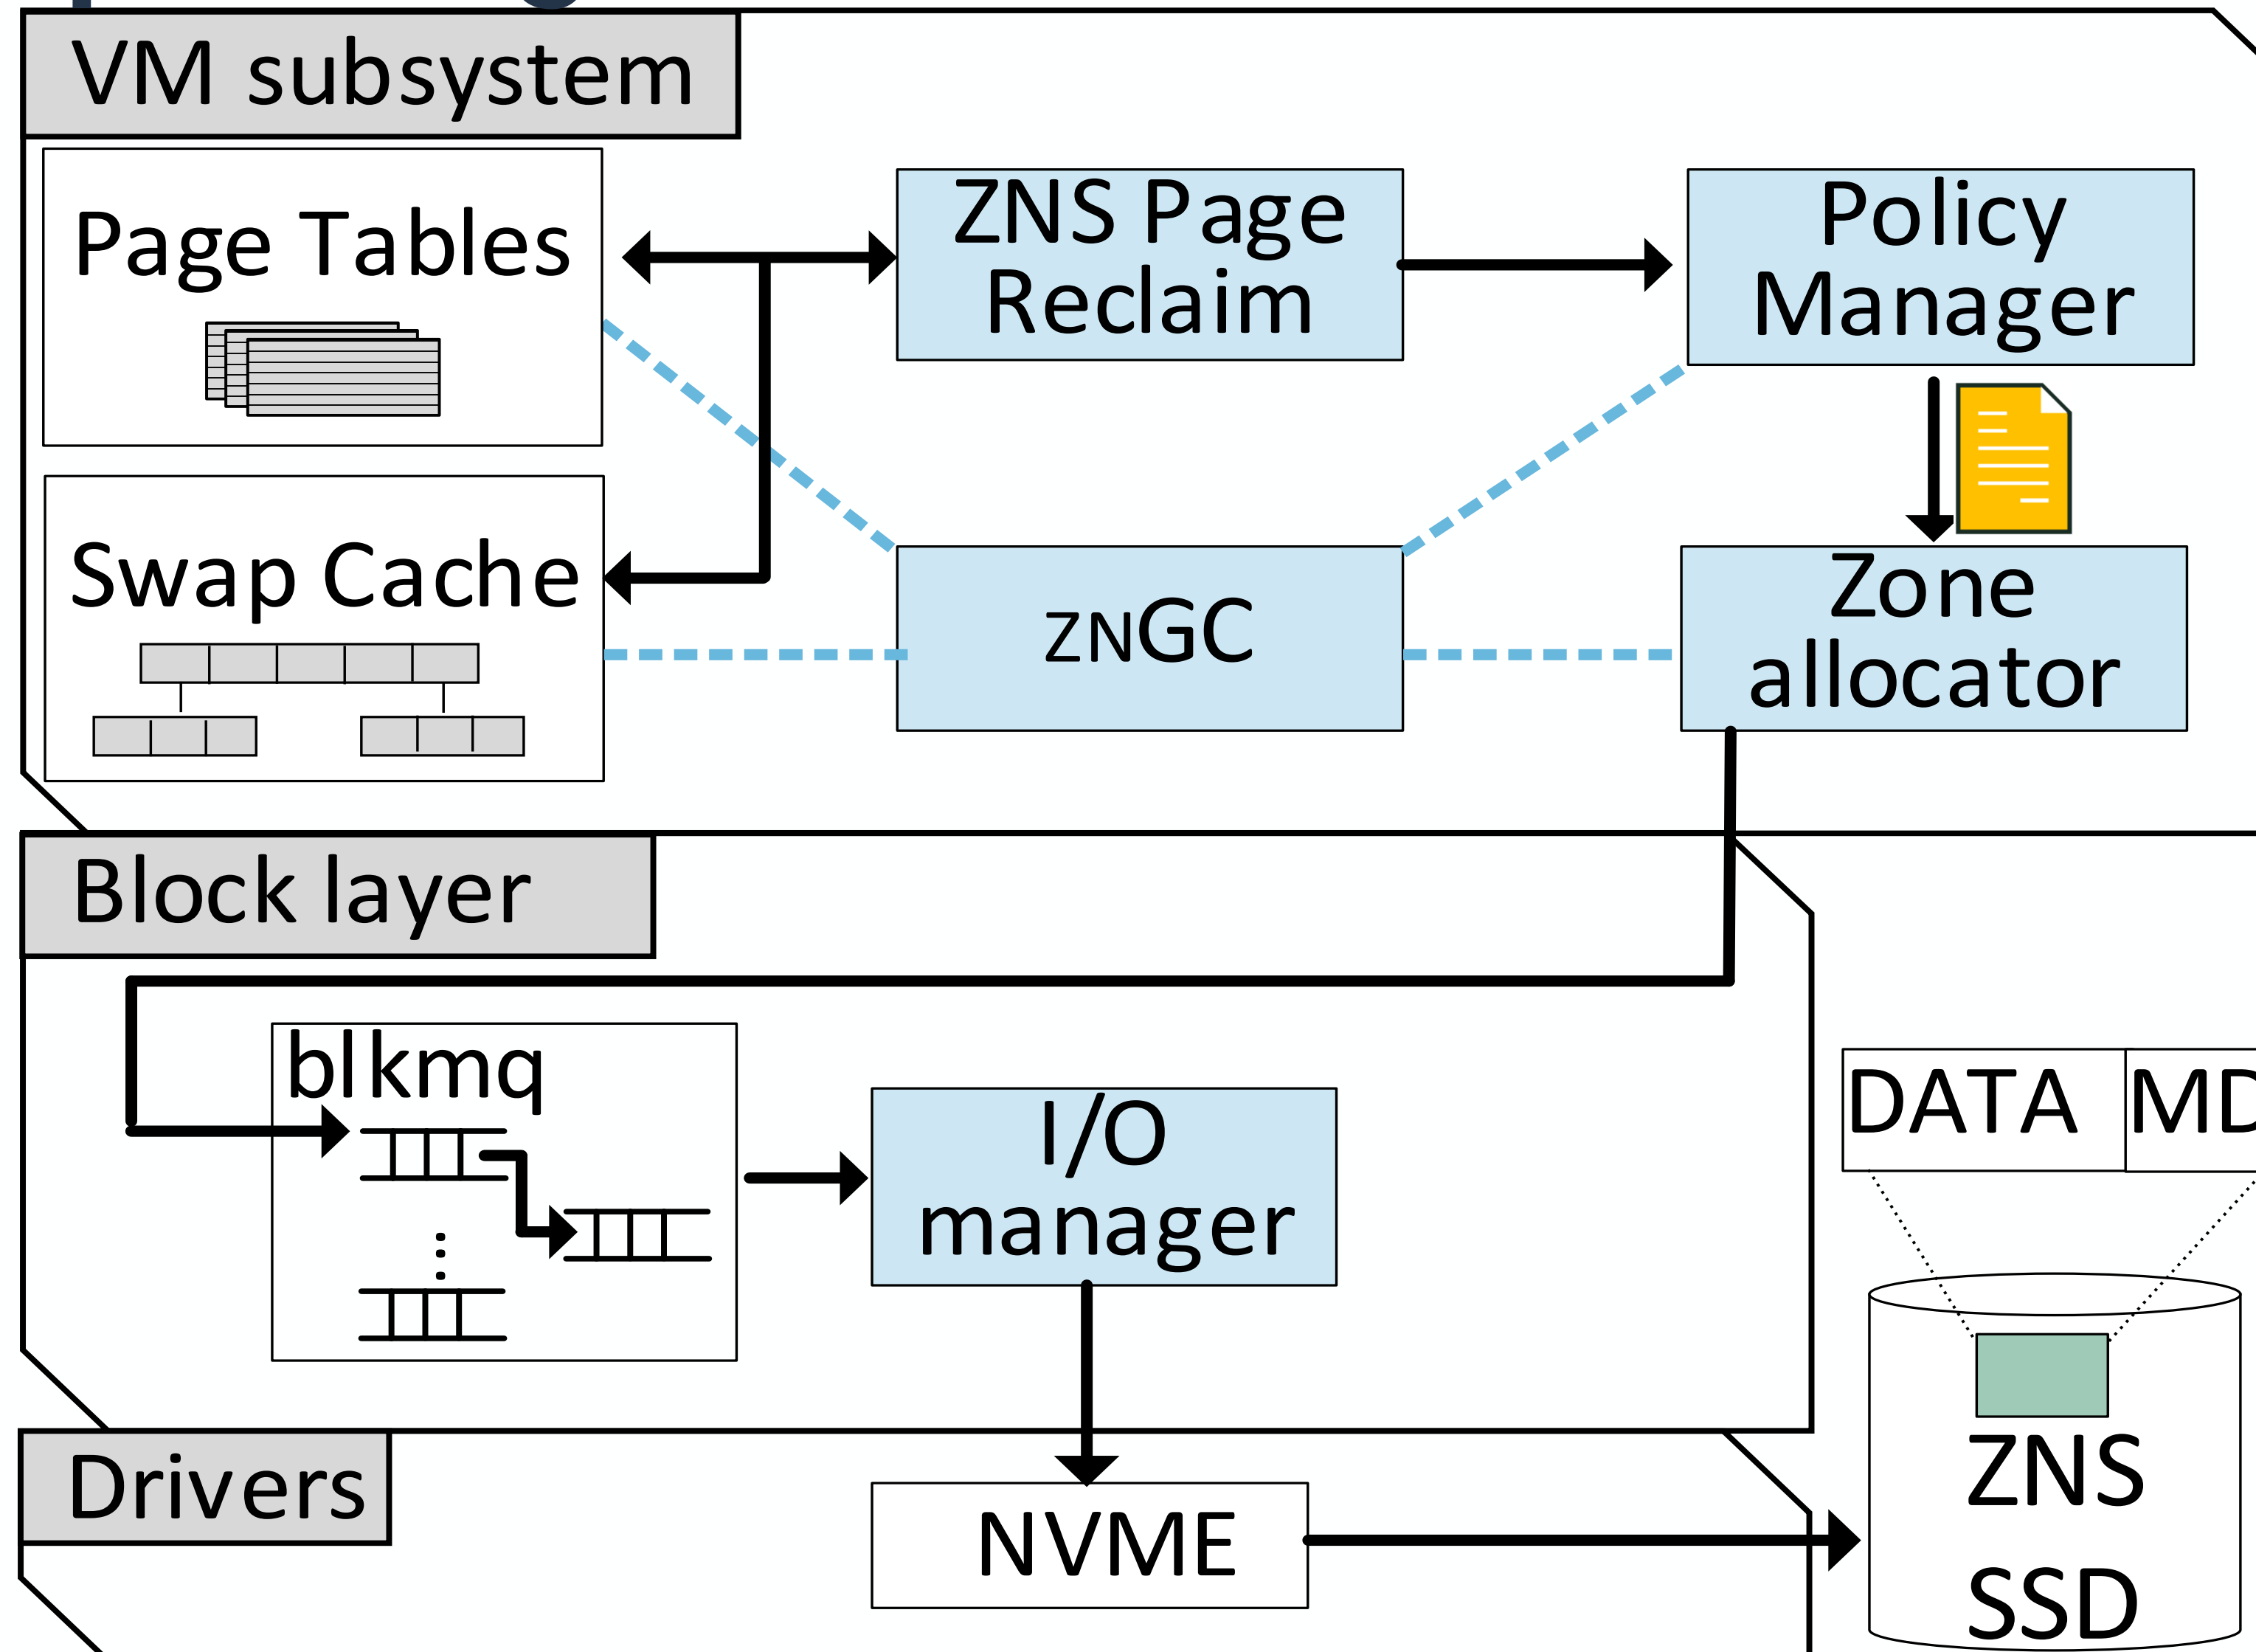 VM subsystem
Page Tables
ZNS Page
Reclaim
Policy
Manager
Swap Cache
ZNGC
Zone
allocator
Block layer
blkmq
I/O
manager
DATA
MD
Drivers
NVME
ZNS
SSD